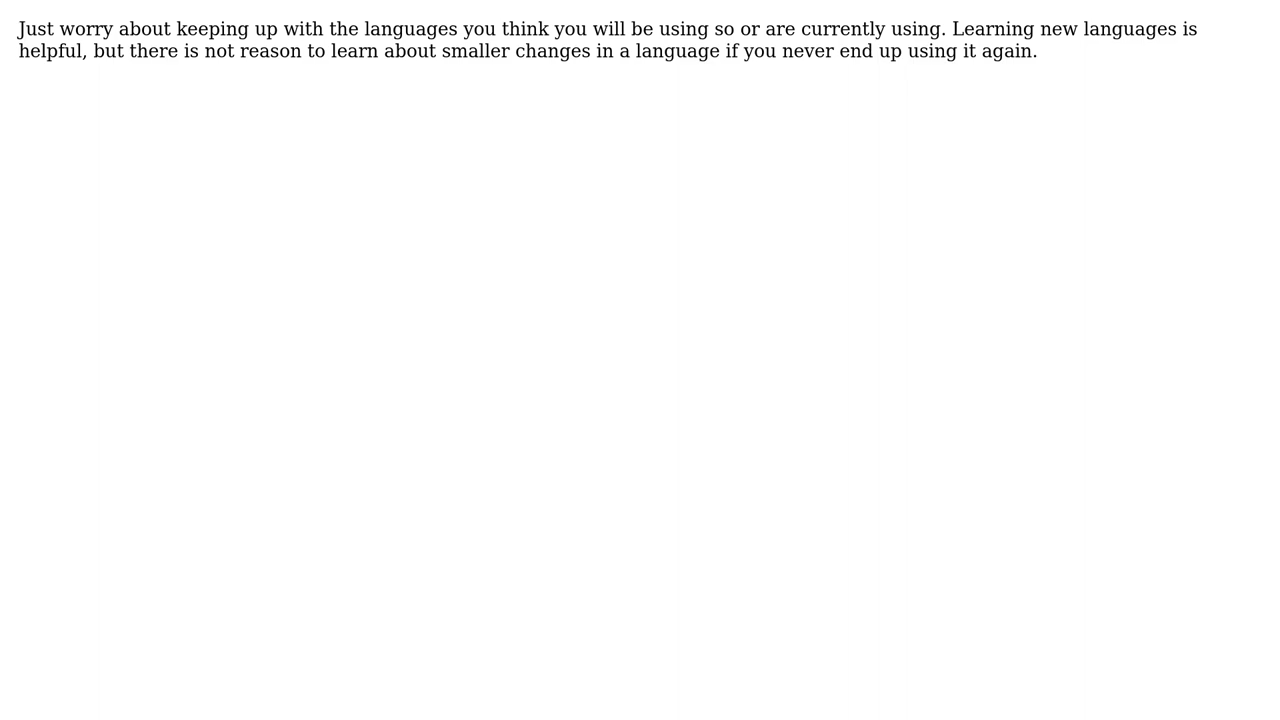 Just worry about keeping up with the languages you think you will be using so or are currently using. Learning new languages is
helpful, but there is not reason to learn about smaller changes in a language if you never end up using it again.